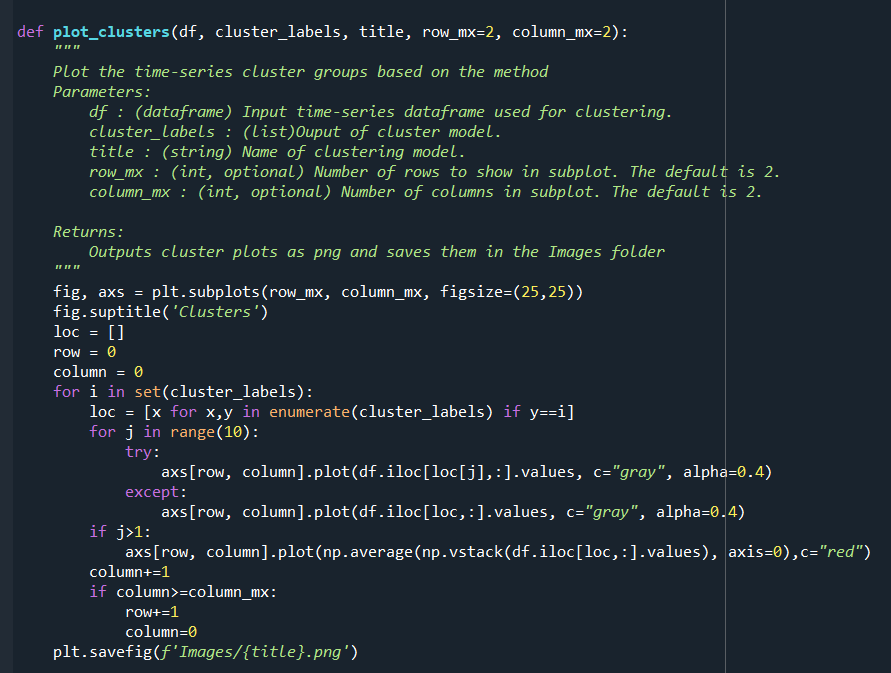 def plot_clusters(df, cluster_labels, title, row_mx=2, column_mx=2):
    """
    Plot the time-series cluster groups based on the method
    Parameters:
        df : (dataframe) Input time-series dataframe used for clustering.
        cluster_labels : (list)Ouput of cluster model.
        title : (string) Name of clustering model.
        row_mx : (int, optional) Number of rows to show in subplot. The default is 2.
        column_mx : (int, optional) Number of columns in subplot. The default is 2.

    Returns:
        Outputs cluster plots as png and saves them in the Images folder
    """
    fig, axs = plt.subplots(row_mx, column_mx, figsize=(25,25))
    fig.suptitle('Clusters')
    loc = []
    row = 0
    column = 0
    for i in set(cluster_labels):
        loc = [x for x,y in enumerate(cluster_labels) if y==i]
        for j in range(10):
            try:
                axs[row, column].plot(df.iloc[loc[j],:].values, c="gray", alpha=0.4)
            except:
                axs[row, column].plot(df.iloc[loc,:].values, c="gray", alpha=0.4)
        if j>1:
            axs[row, column].plot(np.average(np.vstack(df.iloc[loc,:].values), axis=0),c="red")
        column+=1
        if column>=column_mx:
            row+=1
            column=0
    plt.savefig(f'Images/{title}.png')